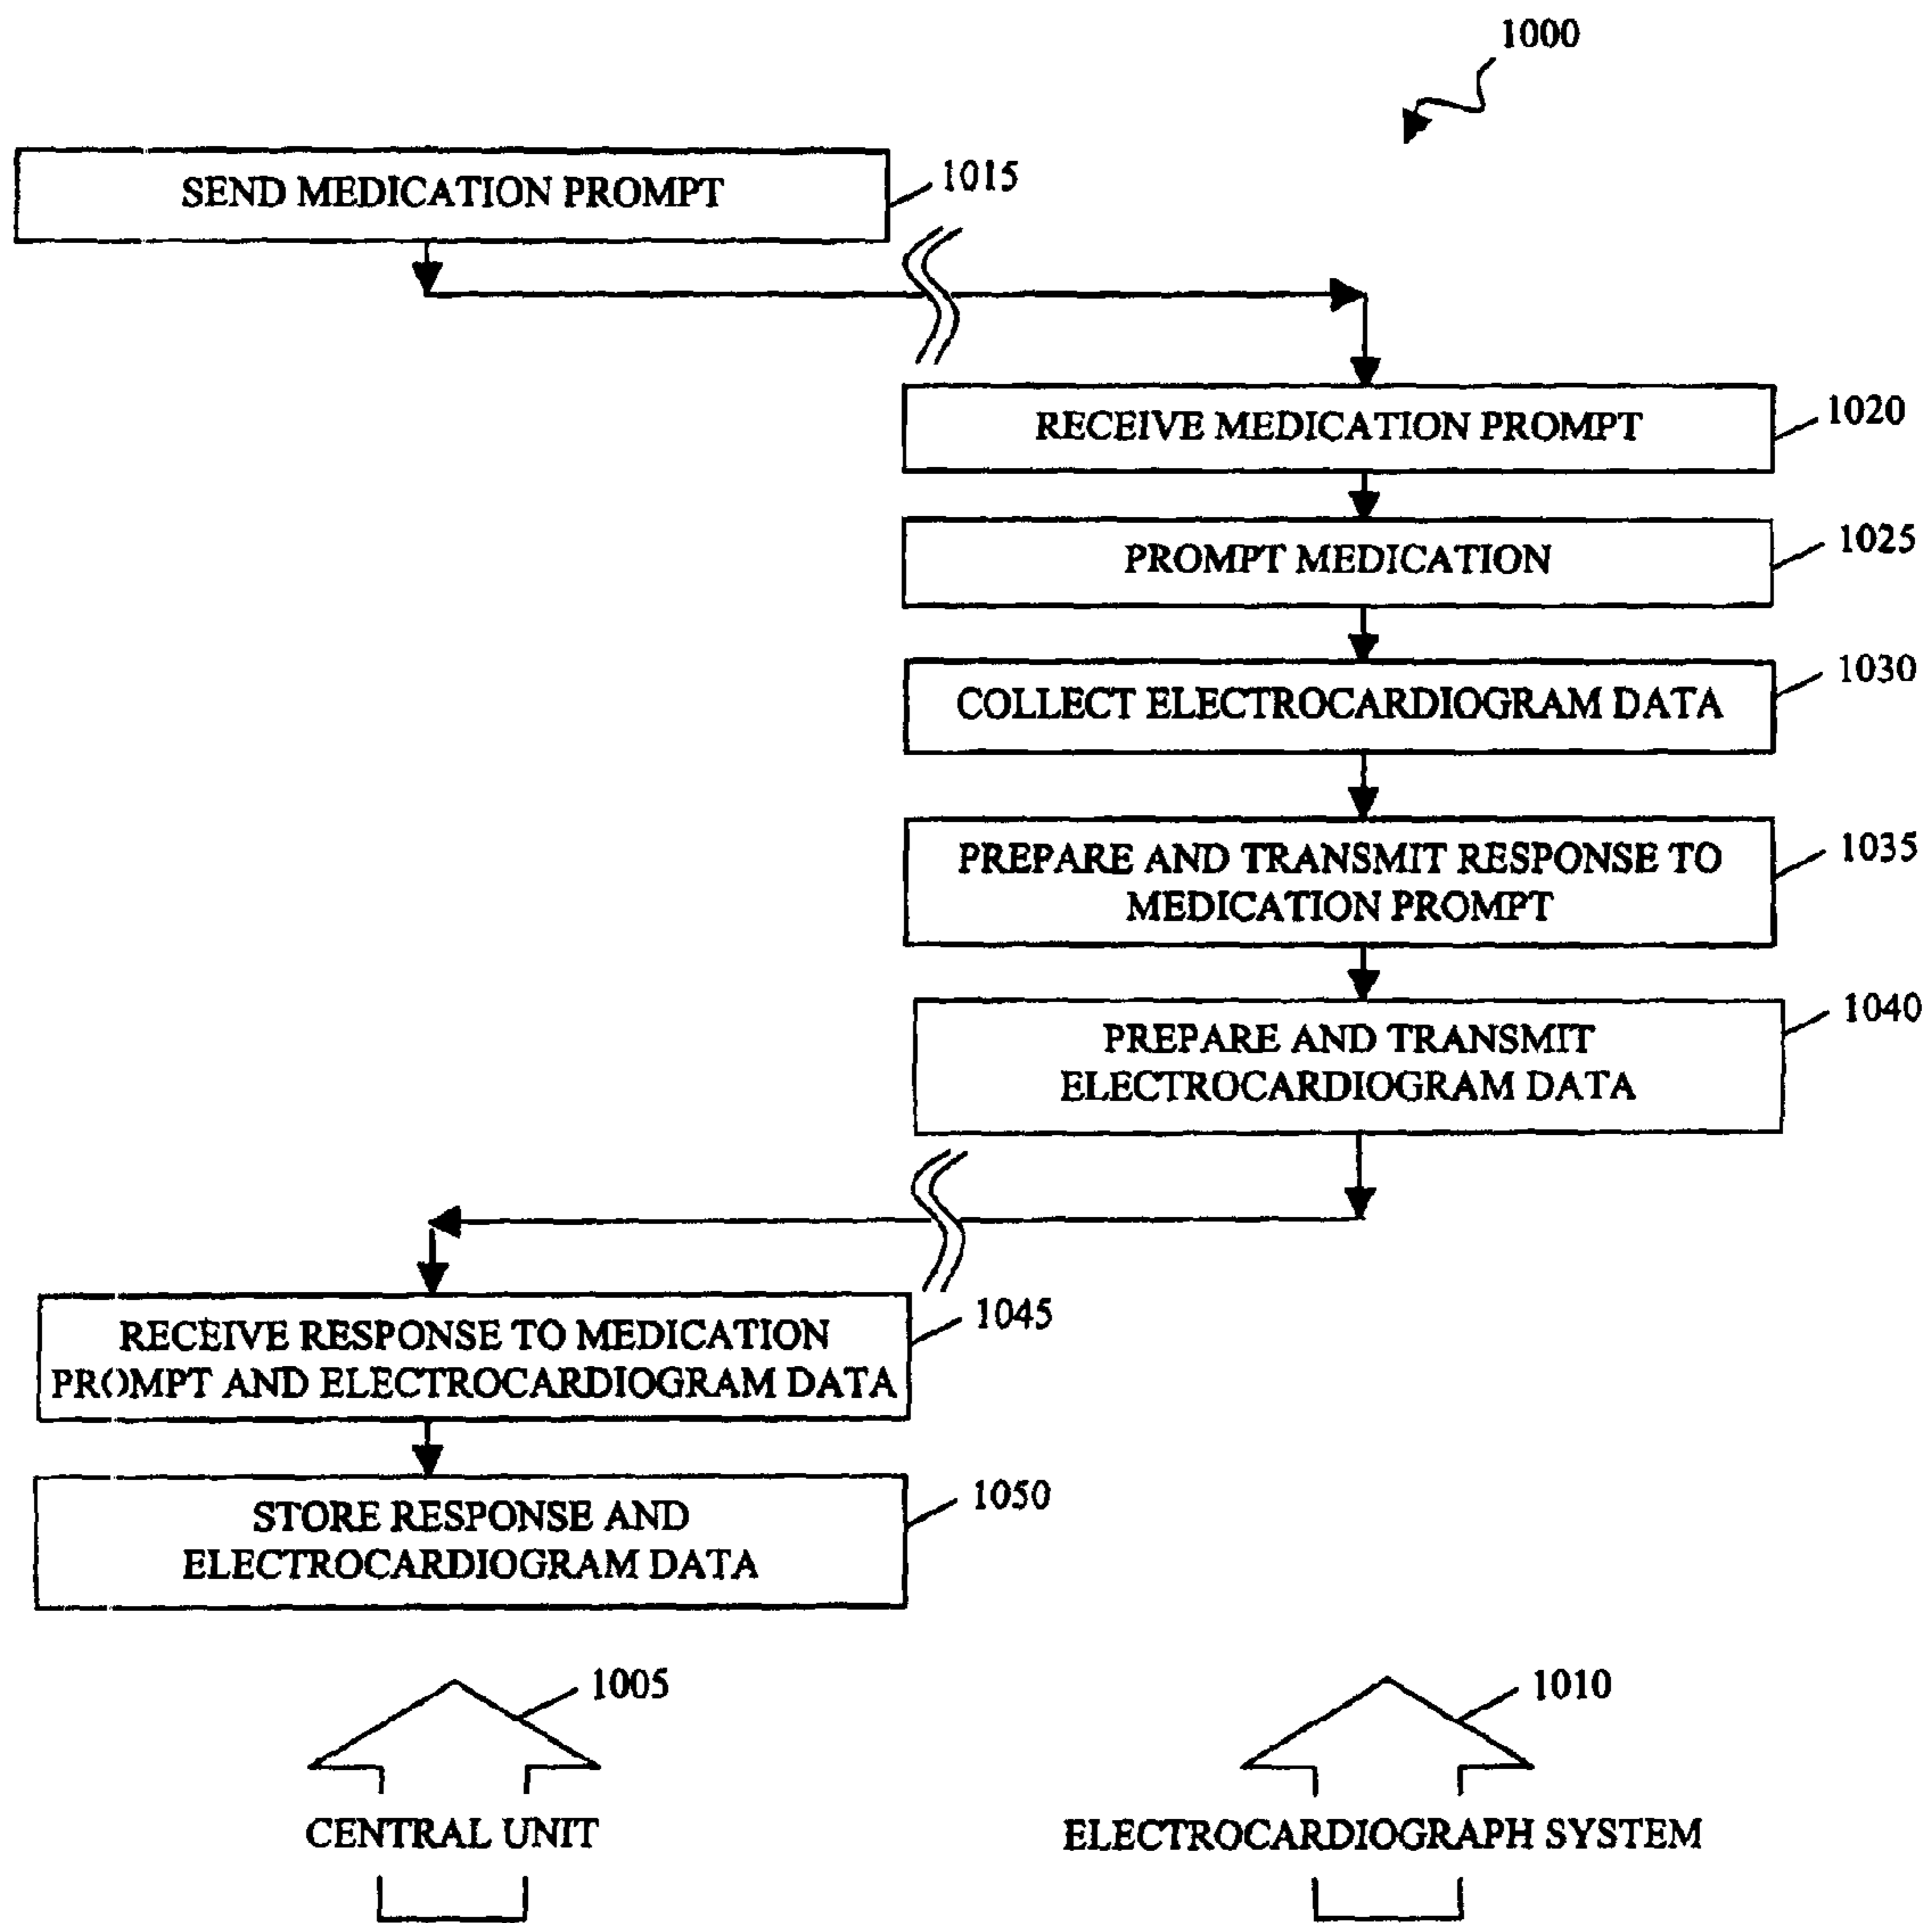 1000
SEND MEDICATION PROMPT
1015
RECEIVE MEDICATION PROMPT
1020
PROMPT MEDICATION
1025
COLLECT ELECTROCARDIOGRAM DATA
1030
PREPARE AND TRANSMIT RESPONSE TO
MEDICATION PROMPT
1035
PREPARE AND TRANSMIT
ELECTROCARDIOGRAM DATA
1040
RECEIVE RESPONSE TO MEDICATION
PROMPT AND ELECTROCARDIOGRAM DATA
1045
STORE RESPONSE AND
ELECTROCARDIOGRAM DATA
1050
1005
CENTRAL UNIT
1010
ELECTROCARDIOGRAPH SYSTEM